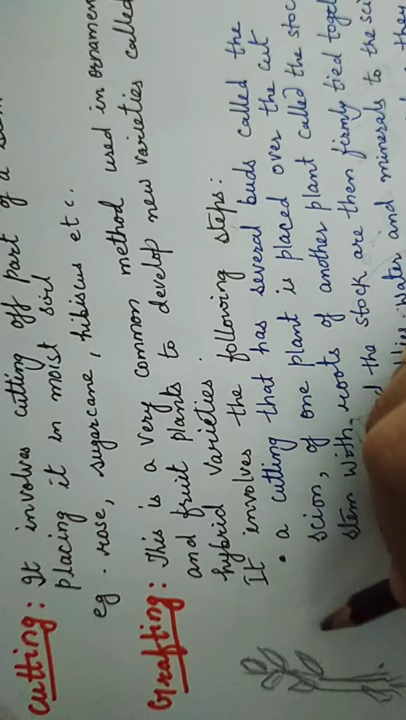 Cutting: It involves cutting off part of a stem
placing it in moist soil
eg. rose, sugarcane, hibiscus etc.
Grafting: This is a very common method used in ornamen
and fruit plants to develop new varieties called
hybrid varieties.
It involves the following steps:
• a cutting that has several buds called the
scion, of one plant is placed over the cut
stem with roots of another plant called the stoc
the stock are then firmly tied togeth
water and minerals to the sci
they